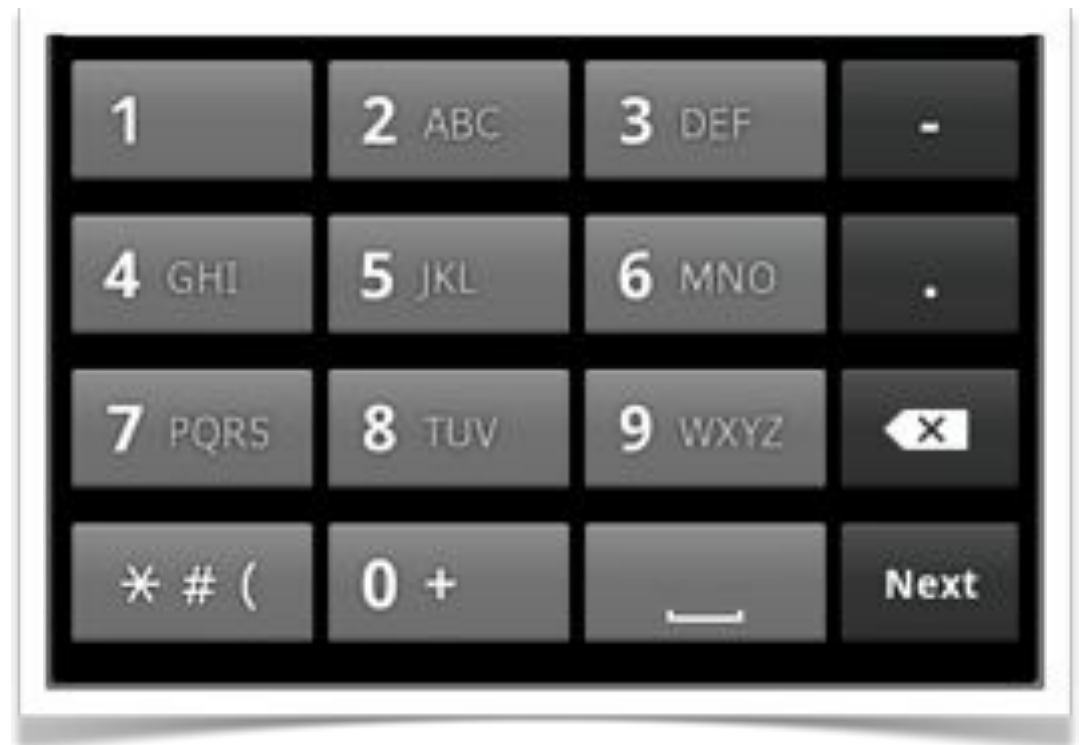 1 2 ABC 3 DEF -
4 GHI 5 JKL 6 MNO .
7 PQRS 8 TUV 9 WXYZ
* # ( 0 + Next